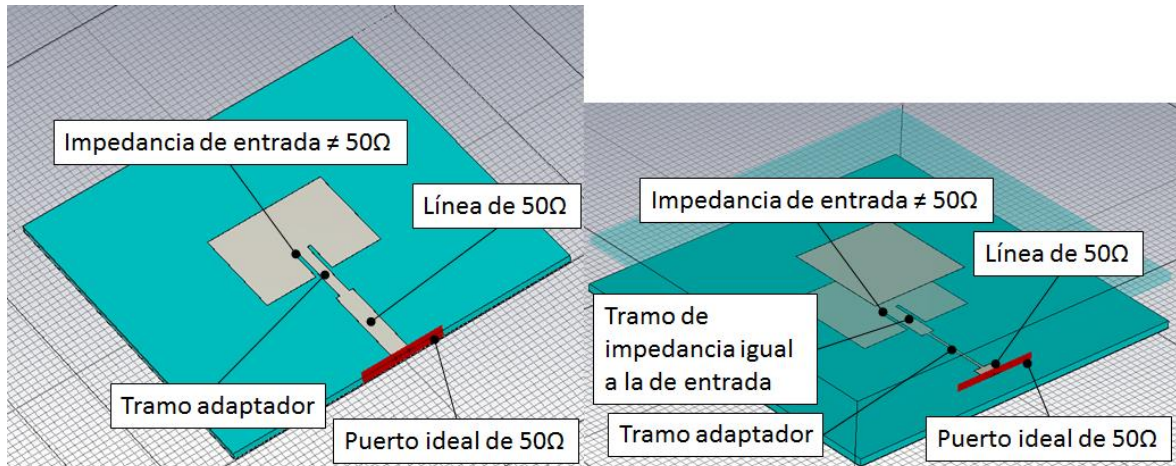 Impedancia de entrada ≠ 50Ω
Línea de 50Ω
Tramo adaptador
Puerto ideal de 50Ω
Impedancia de entrada ≠ 50Ω
Línea de 50Ω
Tramo de
impedancia igual
a la de entrada
Tramo adaptador
Puerto ideal de 50Ω